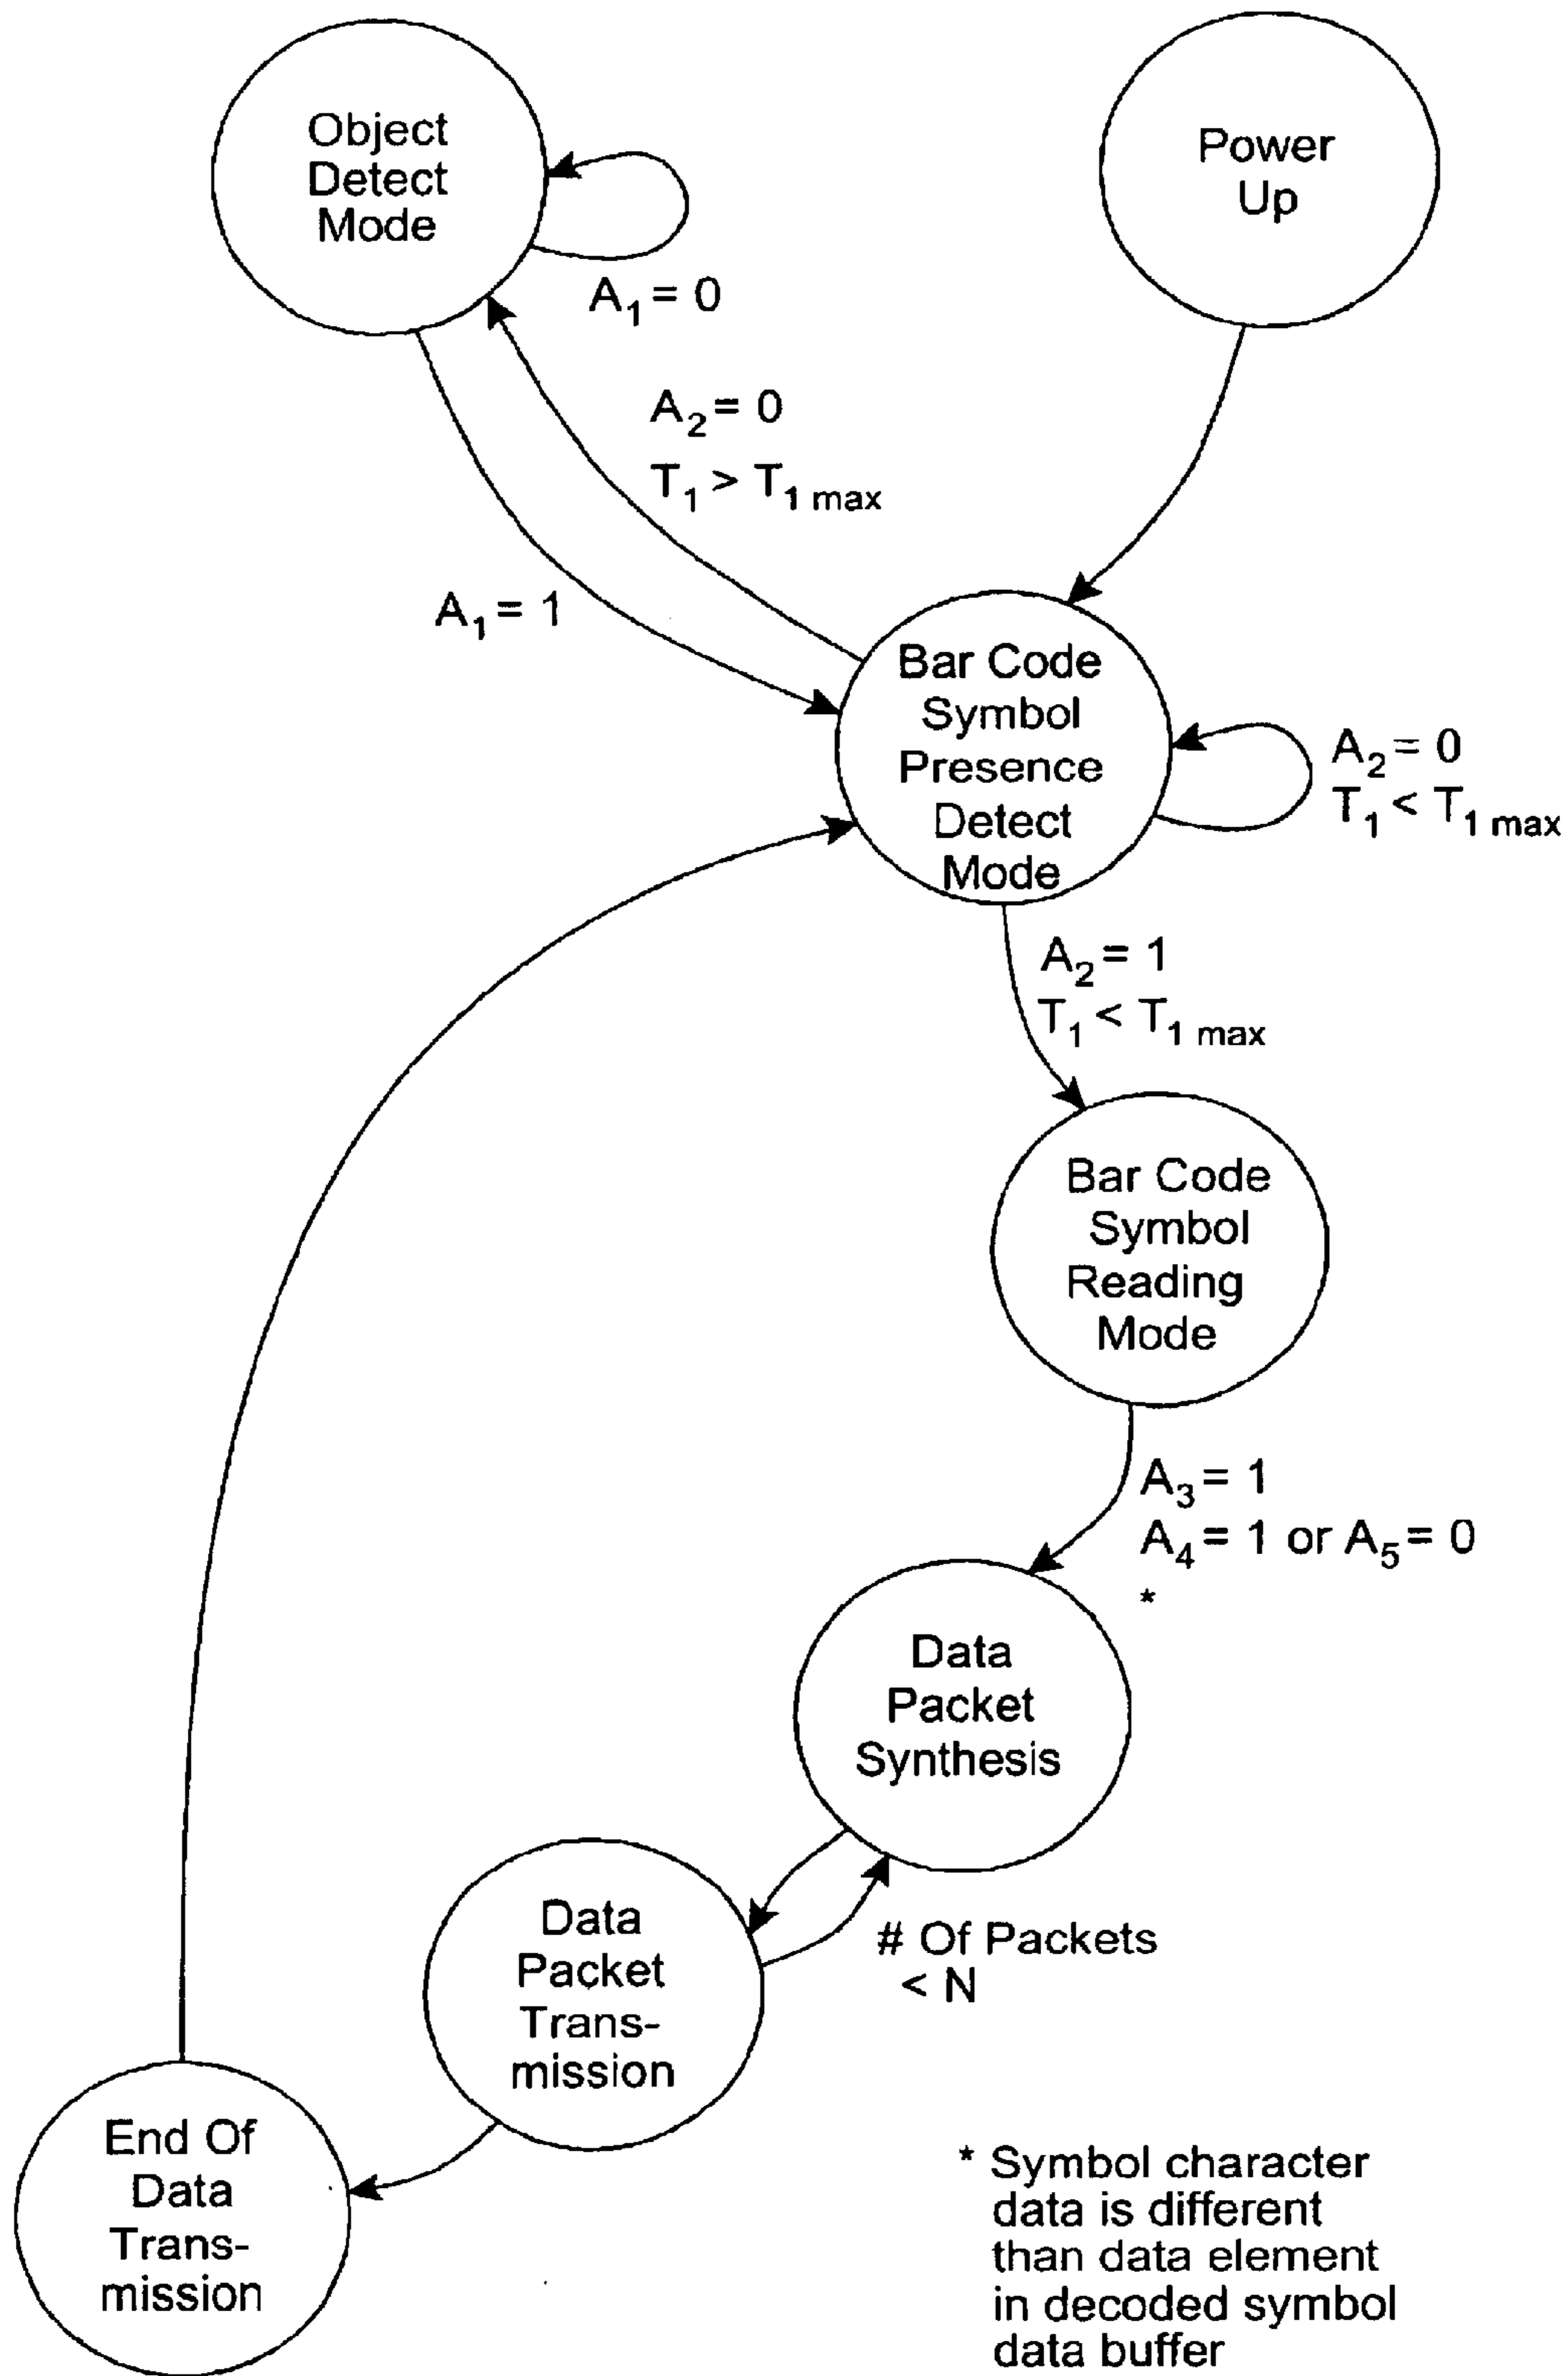 Object
Detect
Mode
Power
Up
A₁ = 0
A₂ = 0
T₁ > T₁ max
A₁ = 1
Bar Code
Symbol
Presence
Detect
Mode
A₂ = 0
T₁ < T₁ max
A₂ = 1
T₁ < T₁ max
Bar Code
Symbol
Reading
Mode
A₃ = 1
A₄ = 1 or A₅ = 0
*
Data
Packet
Synthesis
Data
Packet
Trans-
mission
# Of Packets
< N
End Of
Data
Trans-
mission
* Symbol character
data is different
than data element
in decoded symbol
data buffer